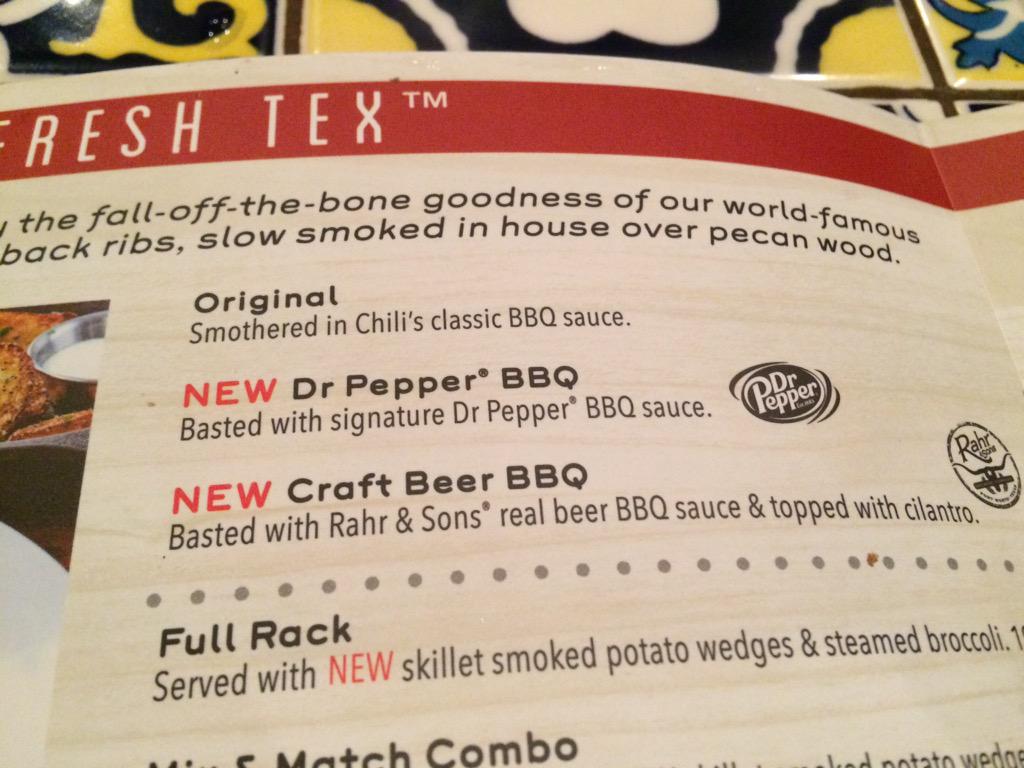 FRESH TEX™
the fall-off-the-bone goodness of our world-famous
back ribs, slow smoked in house over pecan wood.
Original
Smothered in Chili's classic BBQ sauce.
NEW Dr Pepper® BBQ
Basted with signature Dr Pepper® BBQ sauce.
Dr Pepper
NEW Craft Beer BBQ
Basted with Rahr & Sons® real beer BBQ sauce & topped with cilantro.
Rahr & Sons
Full Rack
Served with NEW skillet smoked potato wedges & steamed broccoli.
Mix & Match Combo
smoked potato